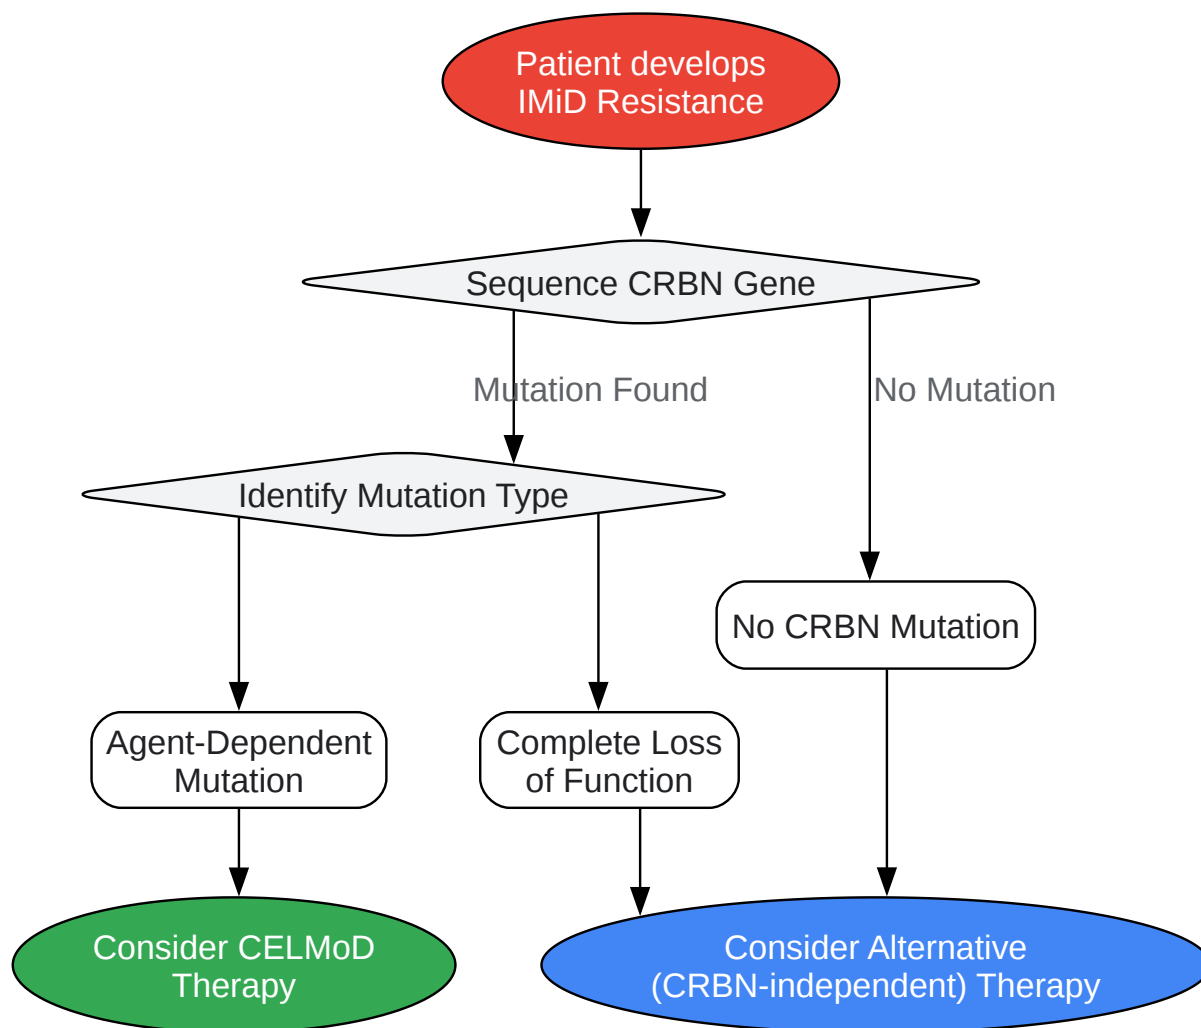 Patient develops
IMiD Resistance
Sequence CRBN Gene
Mutation Found
No Mutation
Identify Mutation Type
No CRBN Mutation
Agent-Dependent
Mutation
Complete Loss
of Function
Consider CELMoD
Therapy
Consider Alternative
(CRBN-independent) Therapy